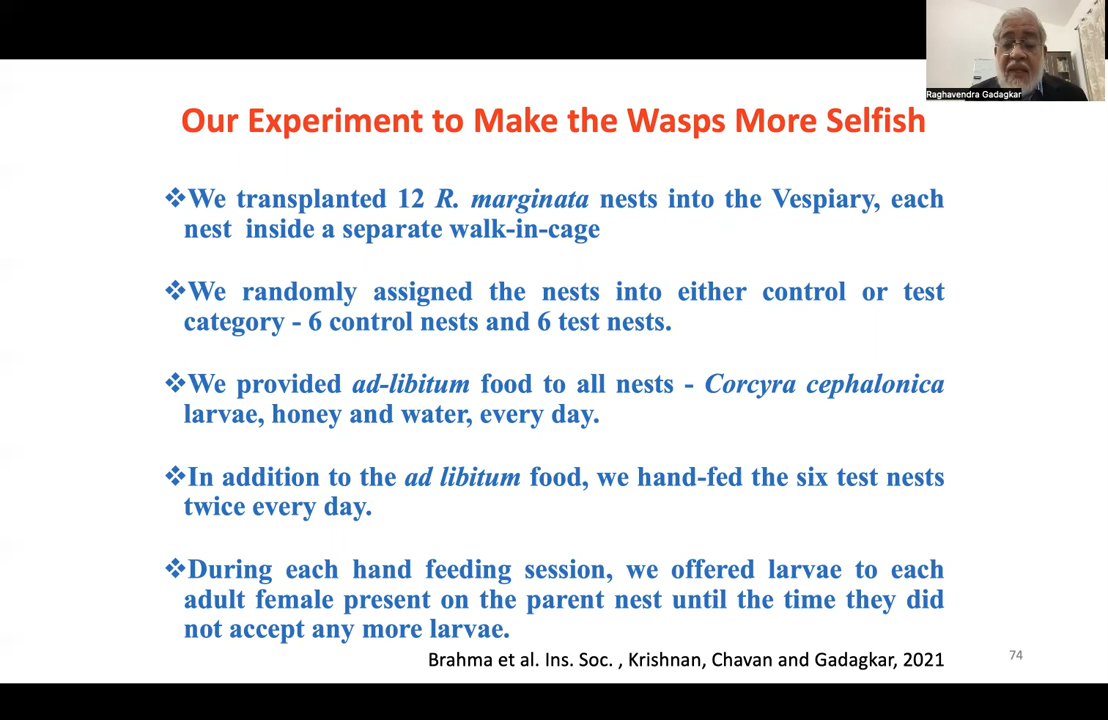 Raghavendra Gadagkar
Our Experiment to Make the Wasps More Selfish
❖We transplanted 12 R. marginata nests into the Vespiary, each
nest inside a separate walk-in-cage
❖We randomly assigned the nests into either control or test
category - 6 control nests and 6 test nests.
❖We provided ad-libitum food to all nests - Corcyra cephalonica
larvae, honey and water, every day.
❖In addition to the ad libitum food, we hand-fed the six test nests
twice every day.
❖During each hand feeding session, we offered larvae to each
adult female present on the parent nest until the time they did
not accept any more larvae.
Brahma et al. Ins. Soc. , Krishnan, Chavan and Gadagkar, 2021
74